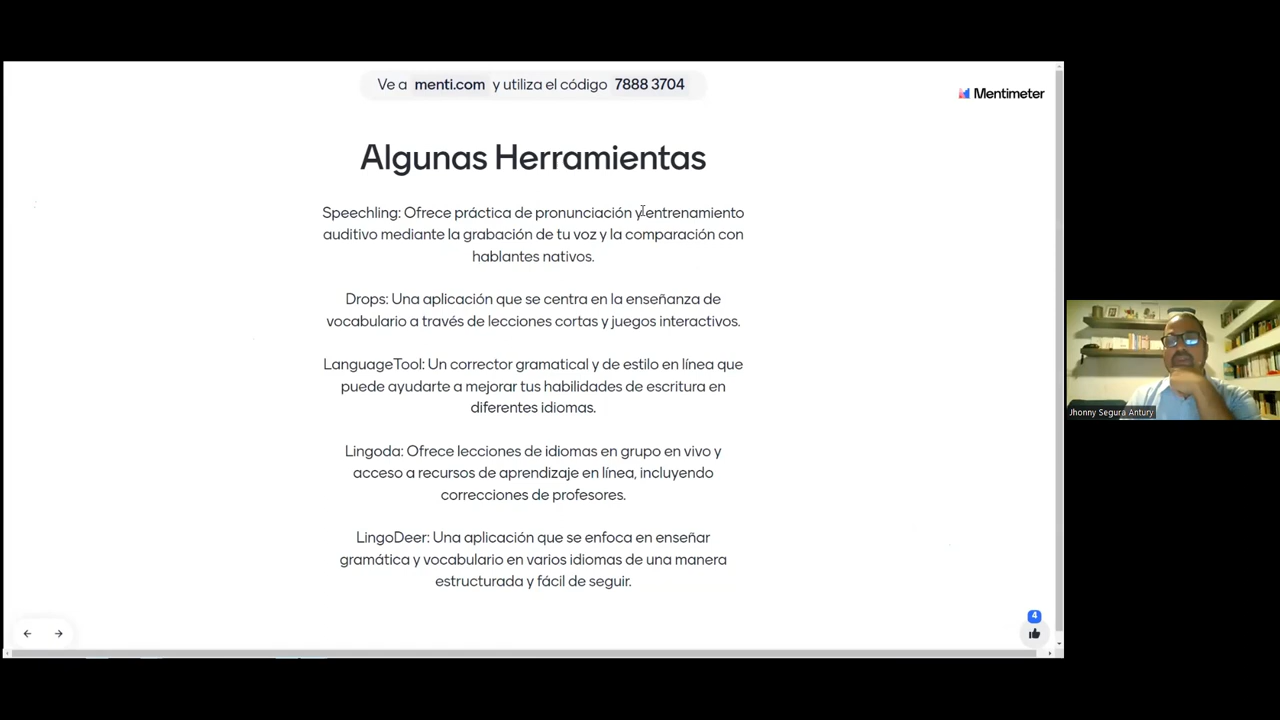 Ve a menti.com y utiliza el código 7888 3704
Mentimeter
Algunas Herramientas
Speechling: Ofrece práctica de pronunciación y entrenamiento
auditivo mediante la grabación de tu voz y la comparación con
hablantes nativos.
Drops: Una aplicación que se centra en la enseñanza de
vocabulario a través de lecciones cortas y juegos interactivos.
LanguageTool: Un corrector gramatical y de estilo en línea que
puede ayudarte a mejorar tus habilidades de escritura en
diferentes idiomas.
Lingoda: Ofrece lecciones de idiomas en grupo en vivo y
acceso a recursos de aprendizaje en línea, incluyendo
correcciones de profesores.
LingoDeer: Una aplicación que se enfoca en enseñar
gramática y vocabulario en varios idiomas de una manera
estructurada y fácil de seguir.
4
Jhonny Segura Antury